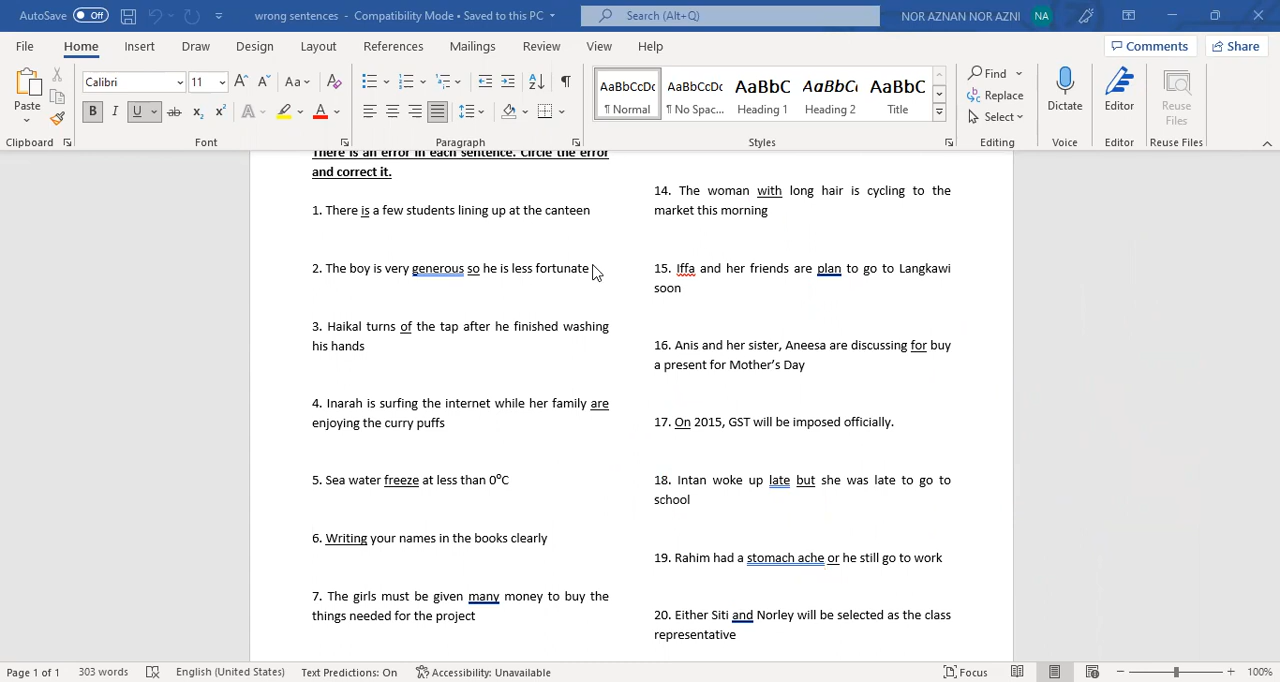 AutoSave Off wrong sentences - Compatibility Mode • Saved to this PC Search (Alt+Q) NOR AZNAN NOR AZNI NA
File Home Insert Draw Design Layout References Mailings Review View Help Comments Share
Calibri 11 A A Aa A AaBbCcDc AaBbCcDc AaBbC AaBbCc AaBbC Find
Paste ¶ Normal ¶ No Spac... Heading 1 Heading 2 Title Replace Dictate Editor Reuse Files
B I U ab x₂ x² A A Select
Clipboard Font Paragraph Styles Editing Voice Editor Reuse Files
There is an error in each sentence. Circle the error
and correct it.
1. There is a few students lining up at the canteen
2. The boy is very generous so he is less fortunate
3. Haikal turns of the tap after he finished washing
his hands
4. Inarah is surfing the internet while her family are
enjoying the curry puffs
5. Sea water freeze at less than 0⁰C
6. Writing your names in the books clearly
7. The girls must be given many money to buy the
things needed for the project
14. The woman with long hair is cycling to the
market this morning
15. Iffa and her friends are plan to go to Langkawi
soon
16. Anis and her sister, Aneesa are discussing for buy
a present for Mother's Day
17. On 2015, GST will be imposed officially.
18. Intan woke up late but she was late to go to
school
19. Rahim had a stomach ache or he still go to work
20. Either Siti and Norley will be selected as the class
representative
Page 1 of 1 303 words English (United States) Text Predictions: On Accessibility: Unavailable Focus 100%